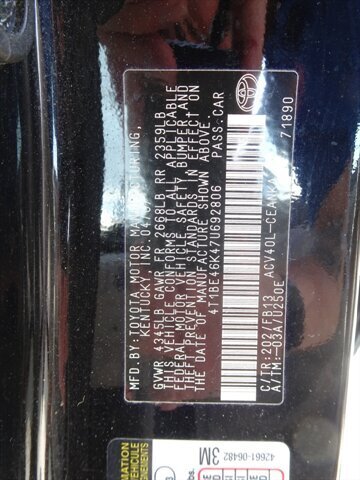 MFD. BY: TOYOTA MOTOR MANUFACTURING,
KENTUCKY, INC. 04/07
GVWR 4345LB GAWR FR 2668LB RR 2359LB
THIS VEHICLE CONFORMS TO ALL APPLICABLE
FEDERAL MOTOR VEHICLE SAFETY, BUMPER, AND
THEFT PREVENTION STANDARDS IN EFFECT ON
THE DATE OF MANUFACTURE SHOWN ABOVE.
4T1BE46K47U692806 PASS. CAR
C/TR: 202/FB13 ACV40L-CEANKA
A/TM: -03A/U250E 71890
TOYOTA
42661-06482
3M